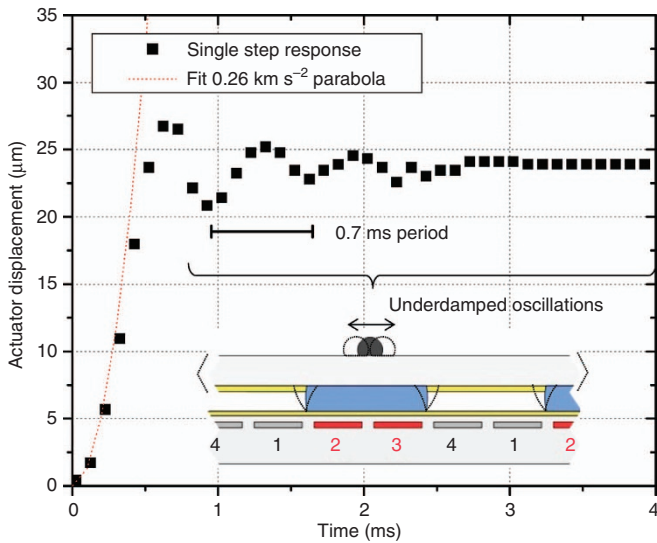 35
30
25
20
15
10
5
0
Actuator displacement (μm)
Single step response
Fit 0.26 km s⁻² parabola
0.7 ms period
Underdamped oscillations
4 1 2 3 4 1 2
0 1 2 3 4
Time (ms)